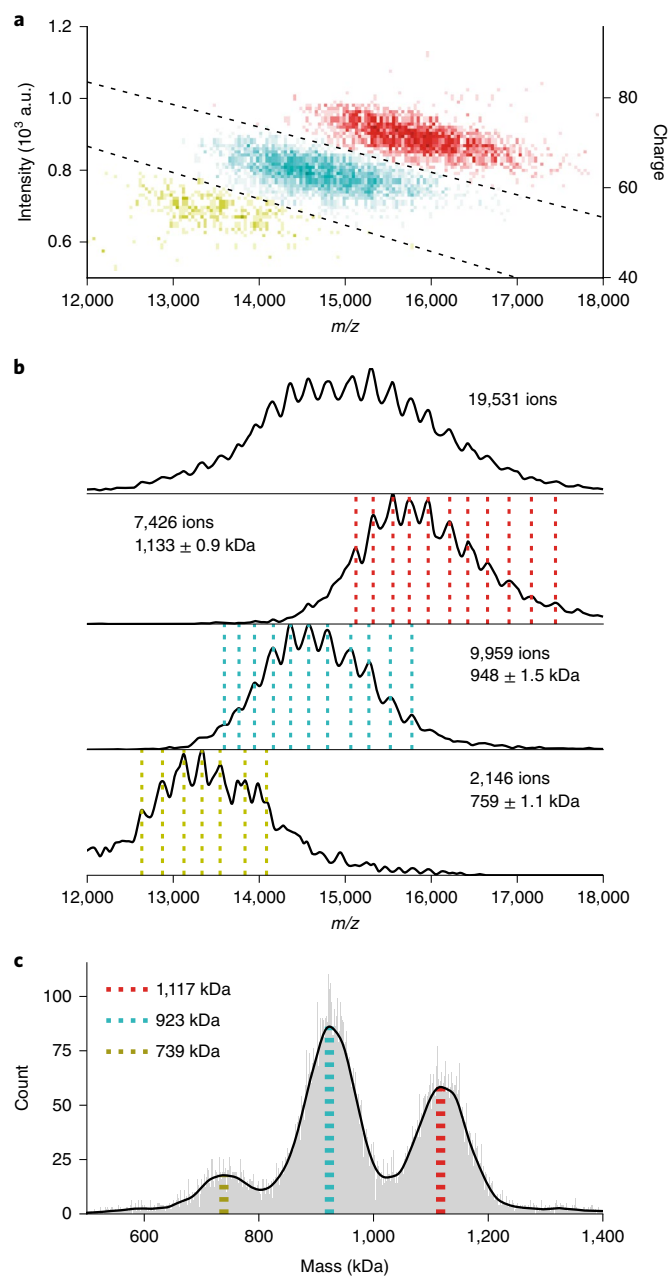 a
1.2
1.0
0.8
0.6
Intensity (10³ a.u.)
80
60
40
Charge
12,000 13,000 14,000 15,000 16,000 17,000 18,000
m/z
b
19,531 ions
7,426 ions
1,133 ± 0.9 kDa
9,959 ions
948 ± 1.5 kDa
2,146 ions
759 ± 1.1 kDa
12,000 13,000 14,000 15,000 16,000 17,000 18,000
m/z
c
1,117 kDa
923 kDa
739 kDa
100
75
50
25
0
Count
600 800 1,000 1,200 1,400
Mass (kDa)